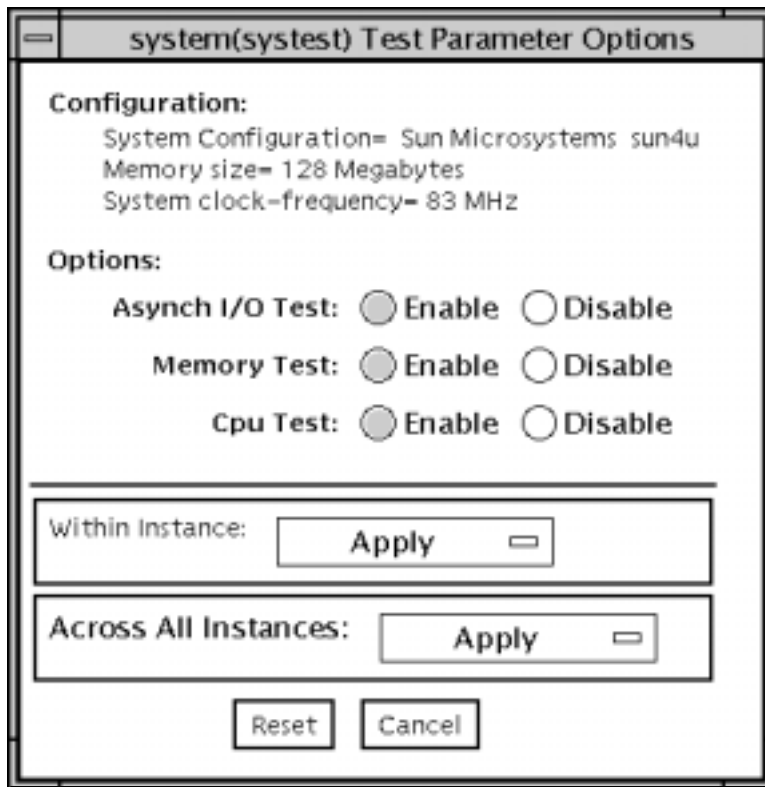 system(systest) Test Parameter Options
Configuration:
System Configuration= Sun Microsystems sun4u
Memory size= 128 Megabytes
System clock-frequency= 83 MHz
Options:
Asynch I/O Test: Enable Disable
Memory Test: Enable Disable
Cpu Test: Enable Disable
Within Instance: Apply
Across All Instances: Apply
Reset Cancel